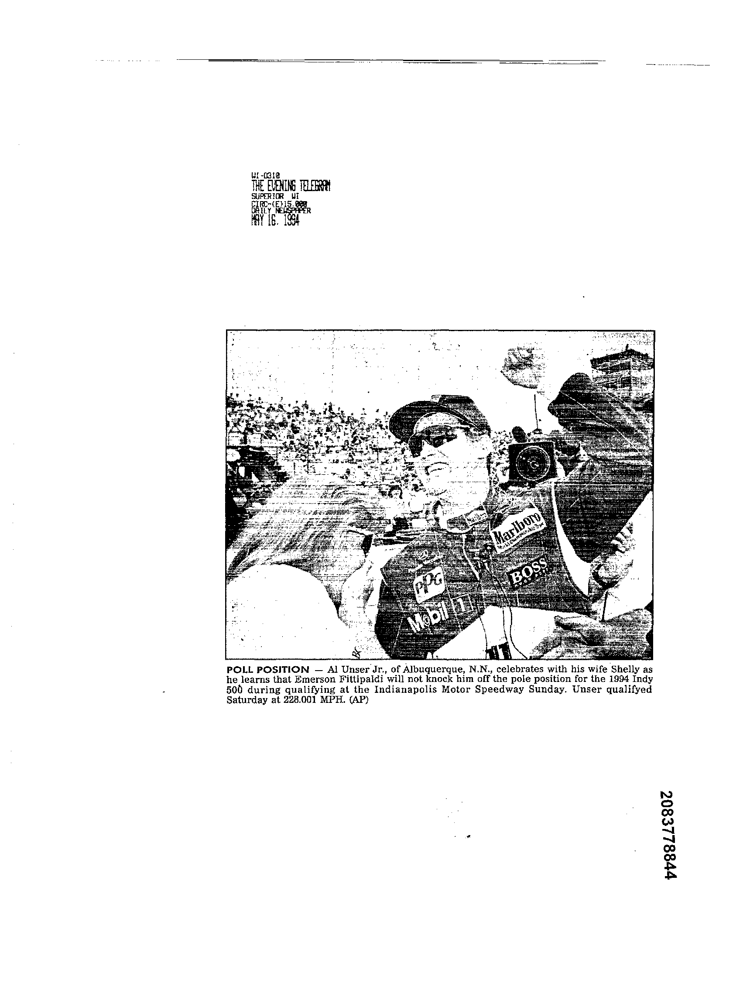 WI-0310
THE EVENING TELEGRAM
SUPERIOR WI
CIRC-(E)15,000
DAILY NEWSPAPER
MAY 16, 1994
Marlboro
BOSS
PPG
Mobil 1
POLL POSITION — Al Unser Jr., of Albuquerque, N.N., celebrates with his wife Shelly as
he learns that Emerson Fittipaldi will not knock him off the pole position for the 1994 Indy
500 during qualifying at the Indianapolis Motor Speedway Sunday. Unser qualifyed
Saturday at 228.001 MPH. (AP)
2083778844